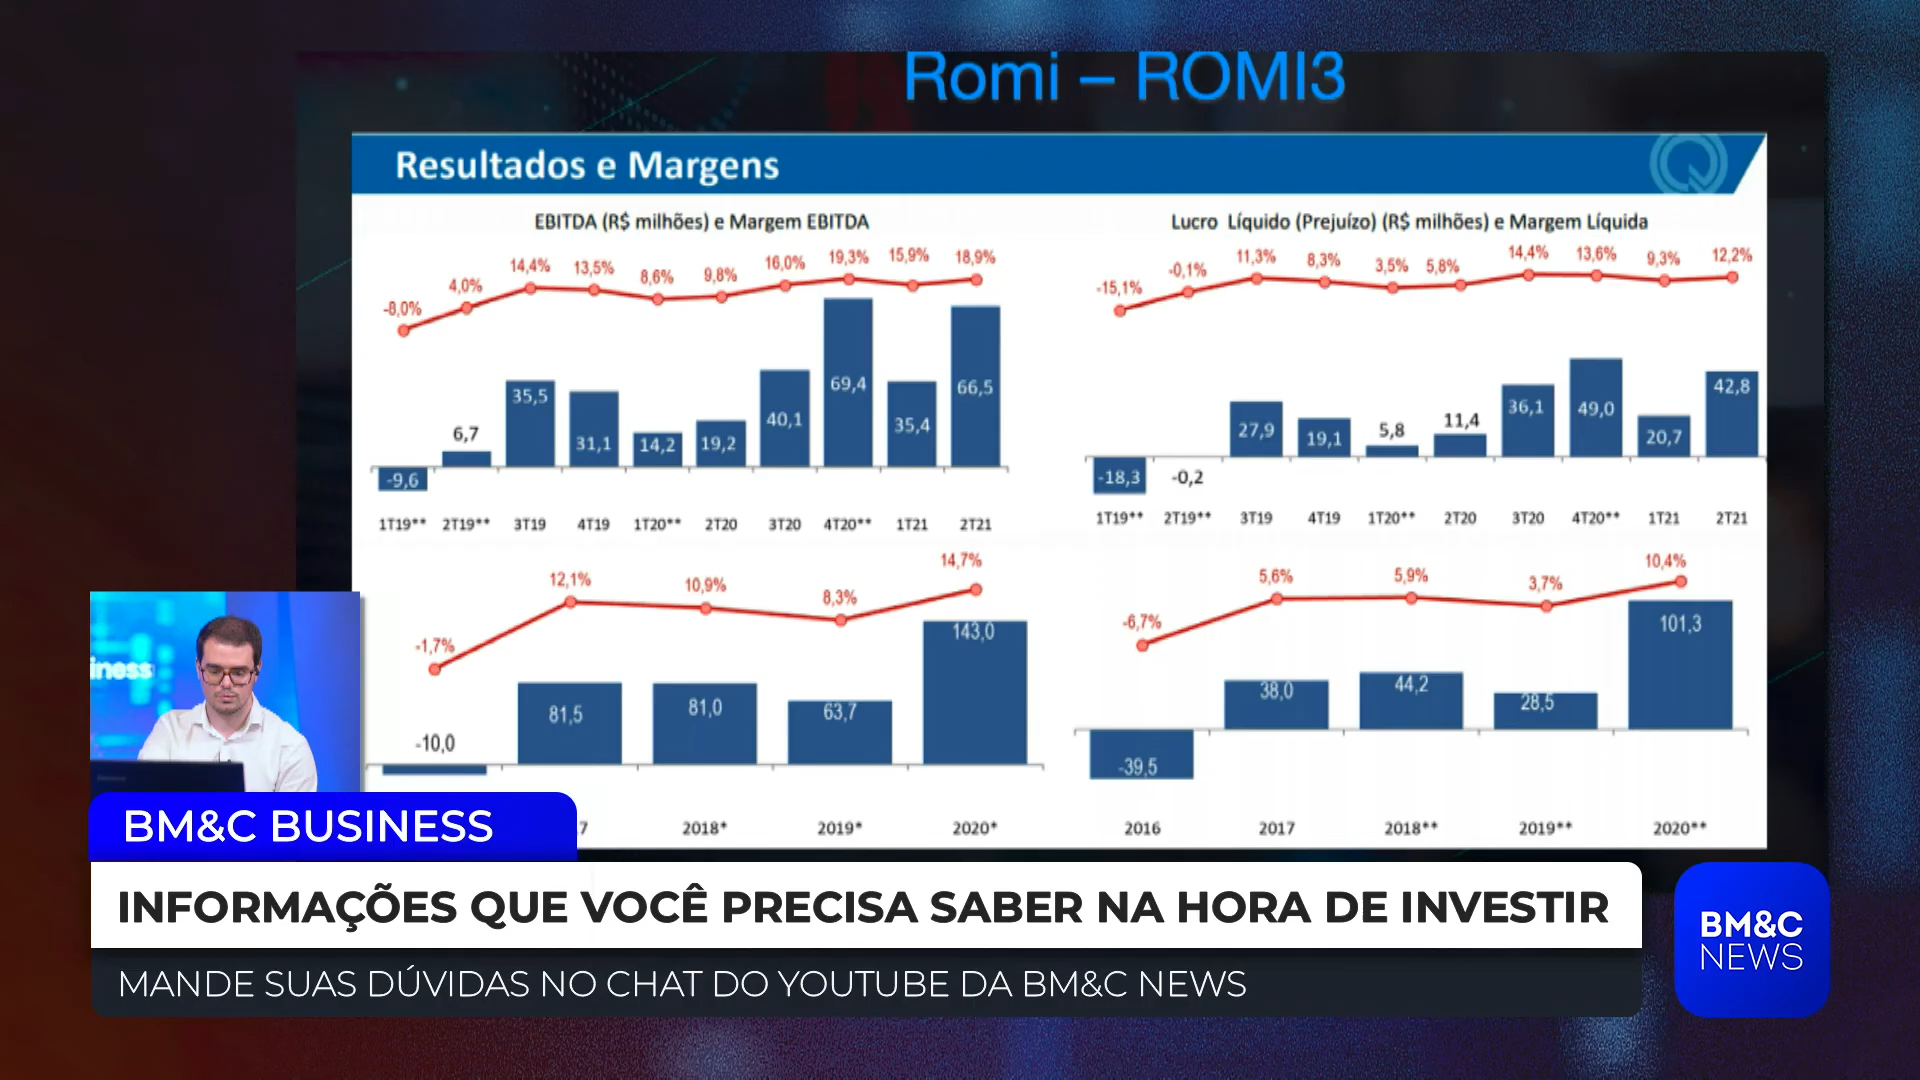 Romi – ROMI3
Resultados e Margens
EBITDA (R$ milhões) e Margem EBITDA
-8,0% 4,0% 14,4% 13,5% 8,6% 9,8% 16,0% 19,3% 15,9% 18,9%
-9,6 6,7 35,5 31,1 14,2 19,2 40,1 69,4 35,4 66,5
1T19** 2T19** 3T19 4T19 1T20** 2T20 3T20 4T20** 1T21 2T21
Lucro Líquido (Prejuízo) (R$ milhões) e Margem Líquida
-15,1% -0,1% 11,3% 8,3% 3,5% 5,8% 14,4% 13,6% 9,3% 12,2%
-18,3 -0,2 27,9 19,1 5,8 11,4 36,1 49,0 20,7 42,8
1T19** 2T19** 3T19 4T19 1T20** 2T20 3T20 4T20** 1T21 2T21
-1,7% 12,1% 10,9% 8,3% 14,7%
-10,0 81,5 81,0 63,7 143,0
7 2018* 2019* 2020*
-6,7% 5,6% 5,9% 3,7% 10,4%
-39,5 38,0 44,2 28,5 101,3
2016 2017 2018** 2019** 2020**
iness
BM&C BUSINESS
INFORMAÇÕES QUE VOCÊ PRECISA SABER NA HORA DE INVESTIR
MANDE SUAS DÚVIDAS NO CHAT DO YOUTUBE DA BM&C NEWS
BM&C
NEWS